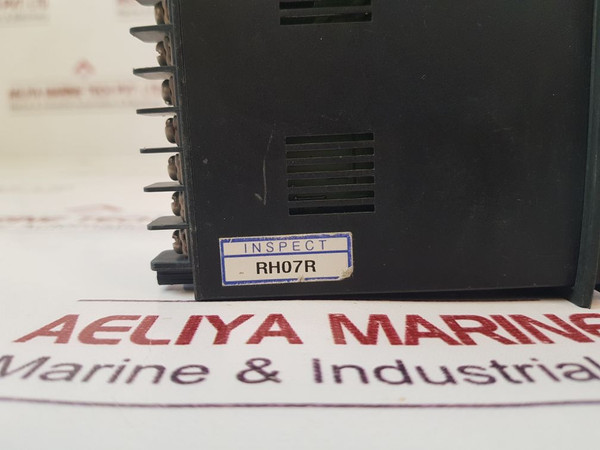 INSPECT
RH07R
AELIYA MARINE
Marine & Industrial